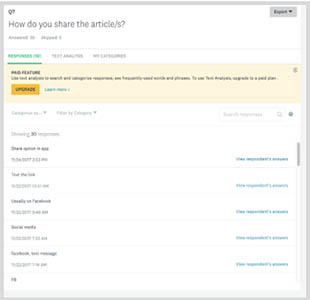 Q7
Export
How do you share the article/s?
Answered: 30 Skipped: 0
RESPONSES (30) TEXT ANALYSIS MY CATEGORIES
PAID FEATURE
Use text analysis to search and categorize responses; see frequently-used words and phrases. To use Text Analysis, upgrade to a paid plan.
UPGRADE Learn more ›
Categorize as... Filter by Category Search responses
Showing 30 responses
Share option in app
11/24/2017 2:53 PM View respondent's answers
Text the link
11/22/2017 10:51 AM View respondent's answers
Usually on Facebook
11/22/2017 9:46 AM View respondent's answers
Social media
11/22/2017 7:33 AM View respondent's answers
facebook, text message
11/22/2017 7:14 AM View respondent's answers
FB